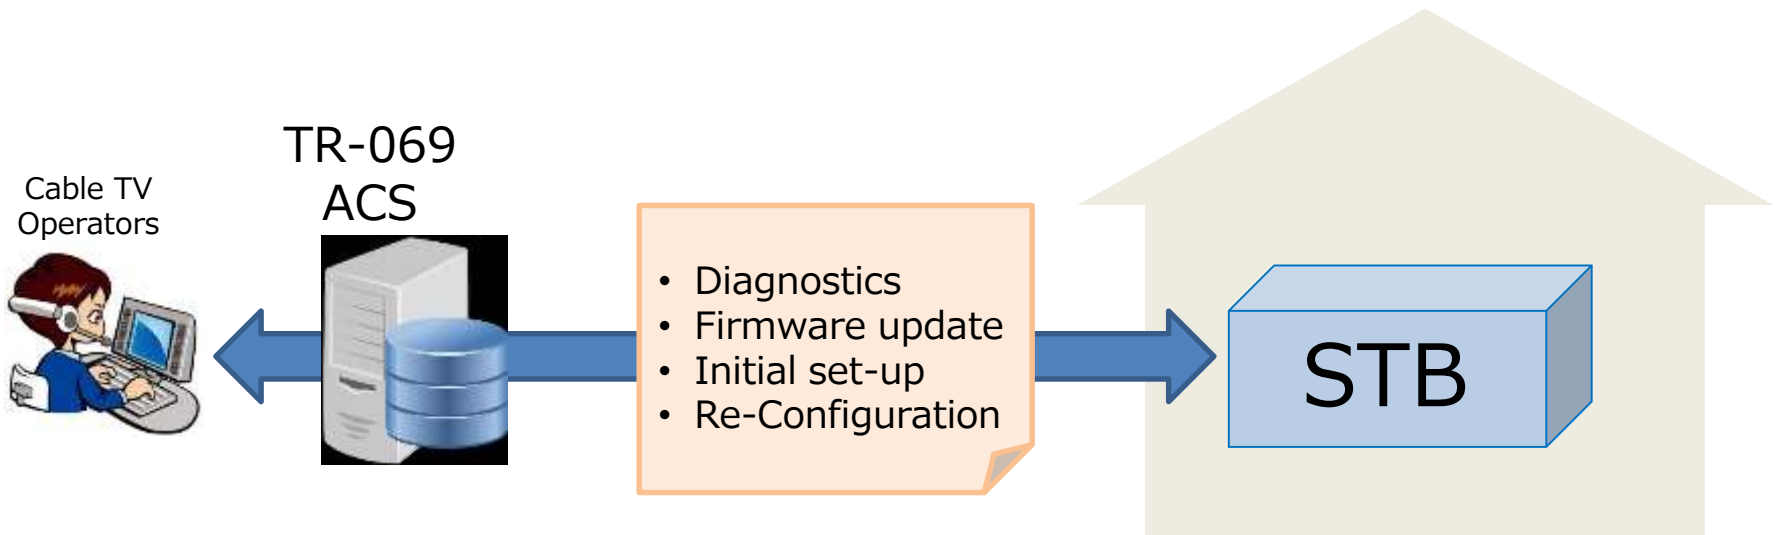 Cable TV
Operators
TR-069
ACS
• Diagnostics
• Firmware update
• Initial set-up
• Re-Configuration
STB